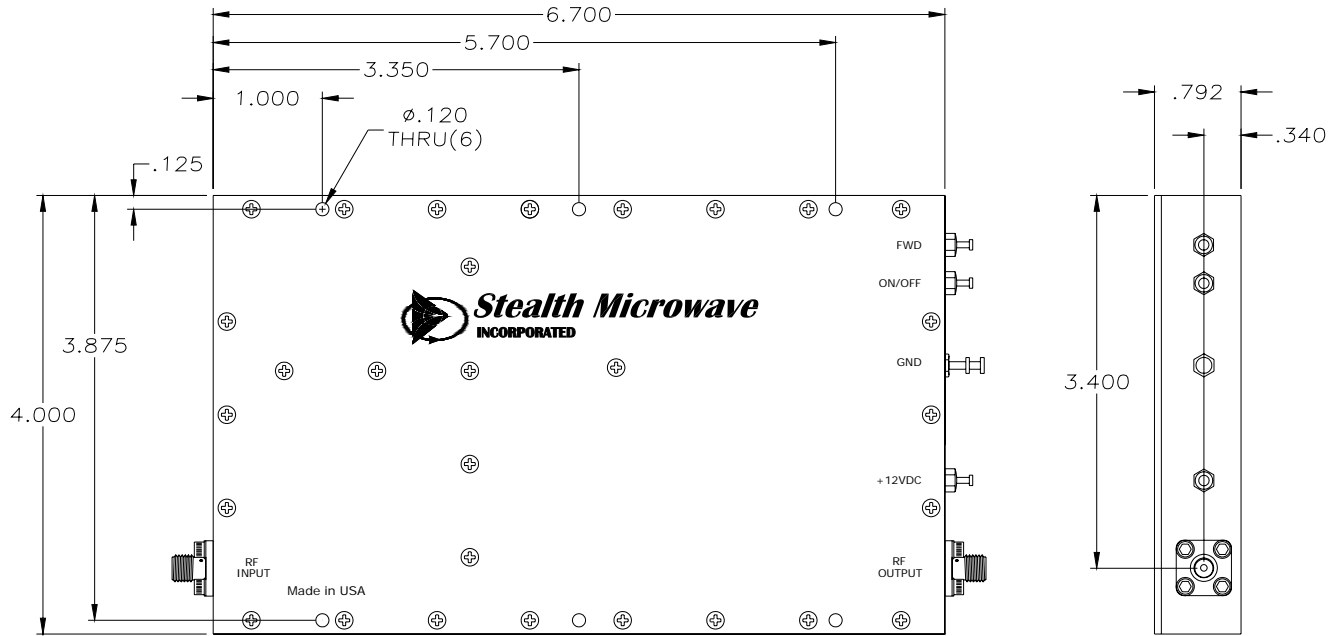 6.700
5.700
3.350
1.000
ø.120
THRU(6)
.125
.792
.340
FWD
ON/OFF
Stealth Microwave
INCORPORATED
3.875
GND
3.400
4.000
+12VDC
RF
INPUT
RF
OUTPUT
Made in USA